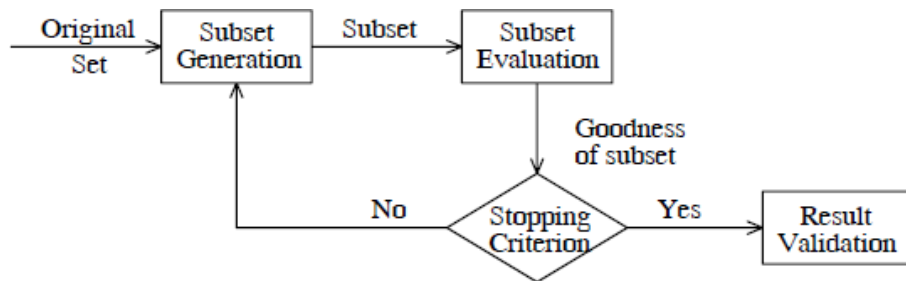 Original
Set
Subset
Generation
Subset
Subset
Evaluation
Goodness
of subset
No
Stopping
Criterion
Yes
Result
Validation